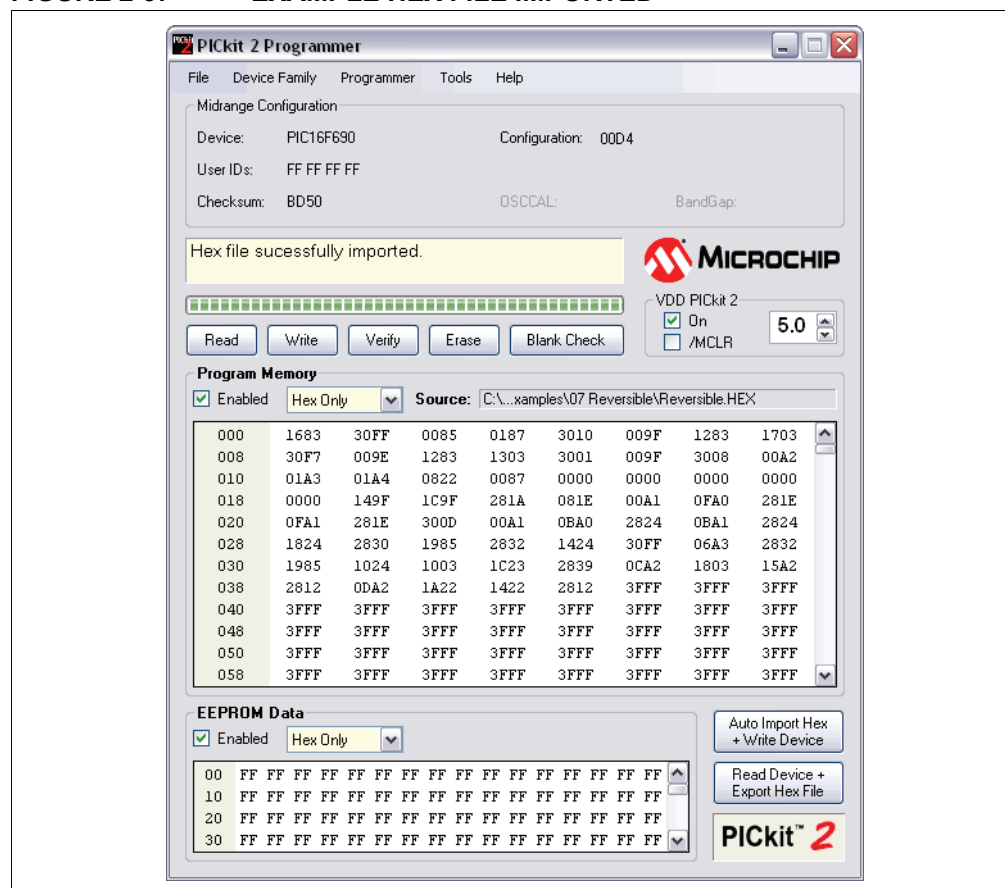 FIGURE 2-3: EXAMPLE HEX FILE IMPORTED
PICkit 2 Programmer
File Device Family Programmer Tools Help
Midrange Configuration
Device: PIC16F690 Configuration: 00D4
User IDs: FF FF FF FF
Checksum: BD50 OSCCAL: BandGap:
Hex file sucessfully imported.
MICROCHIP
VDD PICkit 2
On 5.0
/MCLR
Read Write Verify Erase Blank Check
Program Memory
Enabled Hex Only Source: C:\...xamples\07 Reversible\Reversible.HEX
000 1683 30FF 0085 0187 3010 009F 1283 1703
008 30F7 009E 1283 1303 3001 009F 3008 00A2
010 01A3 01A4 0822 0087 0000 0000 0000 0000
018 0000 149F 1C9F 281A 081E 00A1 0FA0 281E
020 0FA1 281E 300D 00A1 0BA0 2824 0BA1 2824
028 1824 2830 1985 2832 1424 30FF 06A3 2832
030 1985 1024 1003 1C23 2839 0CA2 1803 15A2
038 2812 0DA2 1A22 1422 2812 3FFF 3FFF 3FFF
040 3FFF 3FFF 3FFF 3FFF 3FFF 3FFF 3FFF 3FFF
048 3FFF 3FFF 3FFF 3FFF 3FFF 3FFF 3FFF 3FFF
050 3FFF 3FFF 3FFF 3FFF 3FFF 3FFF 3FFF 3FFF
058 3FFF 3FFF 3FFF 3FFF 3FFF 3FFF 3FFF 3FFF
EEPROM Data
Enabled Hex Only
00 FF FF FF FF FF FF FF FF FF FF FF FF FF FF FF FF
10 FF FF FF FF FF FF FF FF FF FF FF FF FF FF FF FF
20 FF FF FF FF FF FF FF FF FF FF FF FF FF FF FF FF
30 FF FF FF FF FF FF FF FF FF FF FF FF FF FF FF FF
Auto Import Hex
+ Write Device
Read Device +
Export Hex File
PICkit™ 2